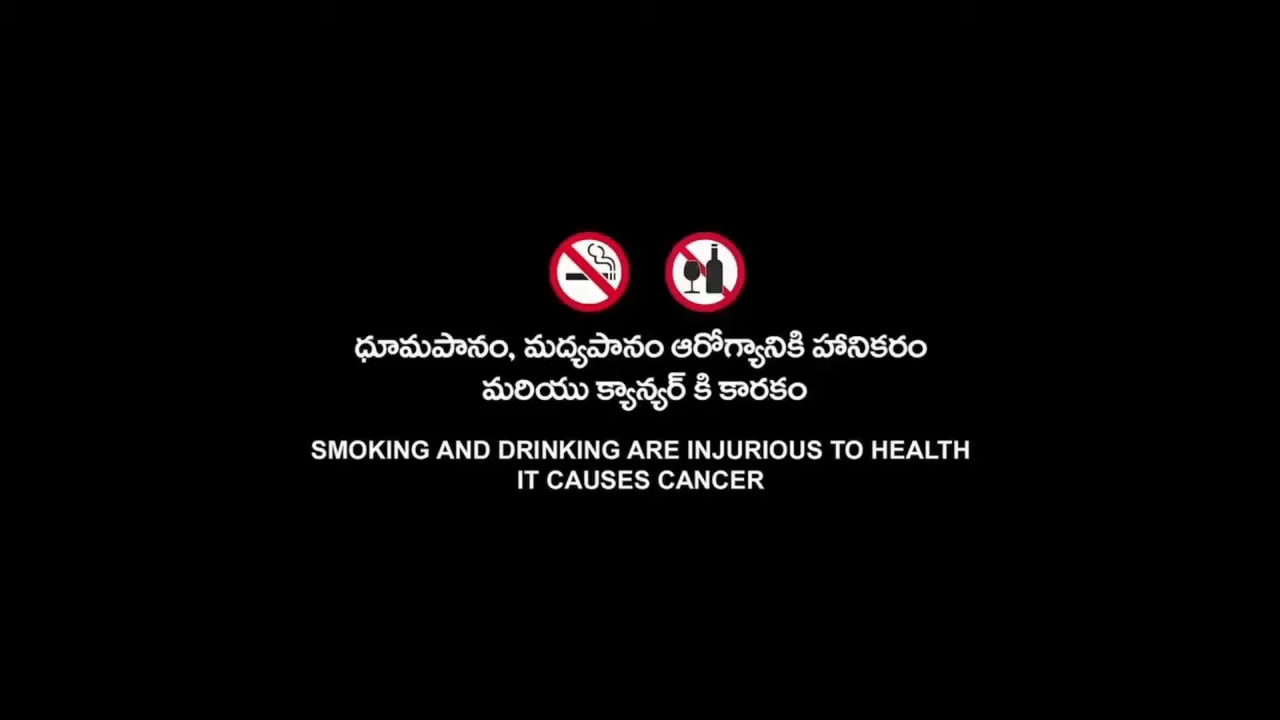 ధూమపానం, మద్యపానం ఆరోగ్యానికి హానికరం
మరియు క్యాన్సర్ కి కారకం
SMOKING AND DRINKING ARE INJURIOUS TO HEALTH
IT CAUSES CANCER